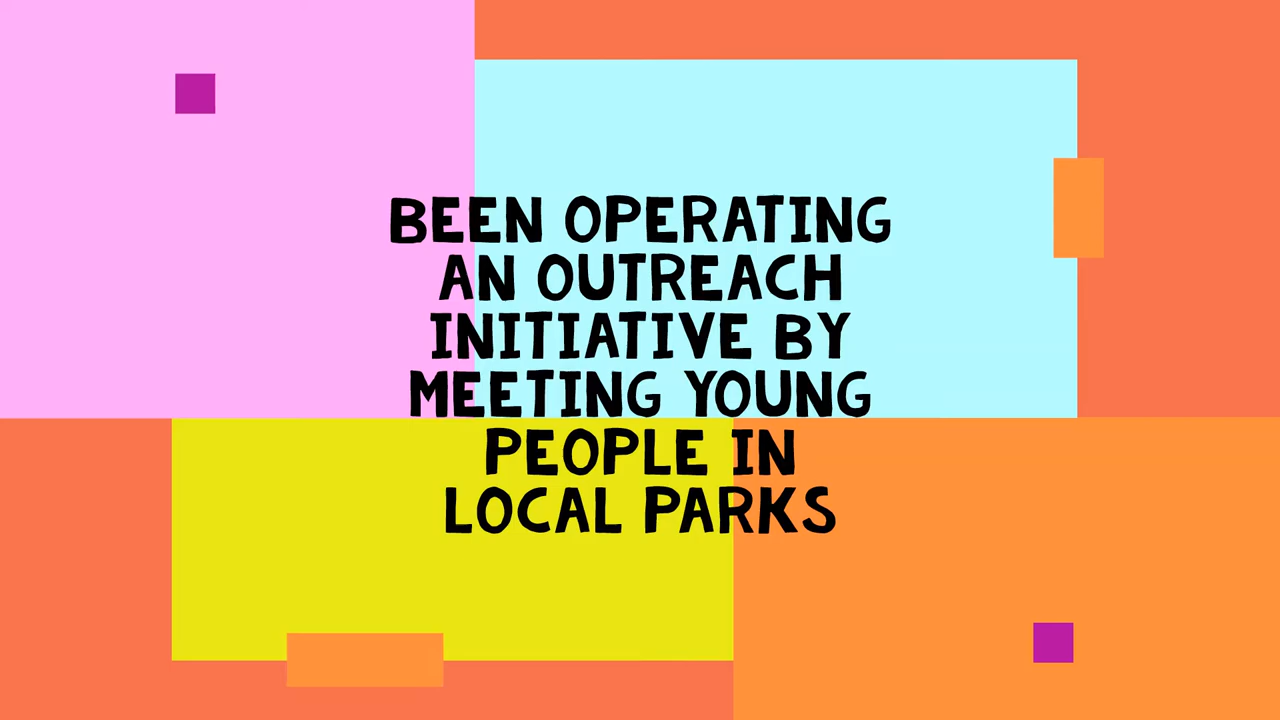 BEEN OPERATING
AN OUTREACH
INITIATIVE BY
MEETING YOUNG
PEOPLE IN
LOCAL PARKS